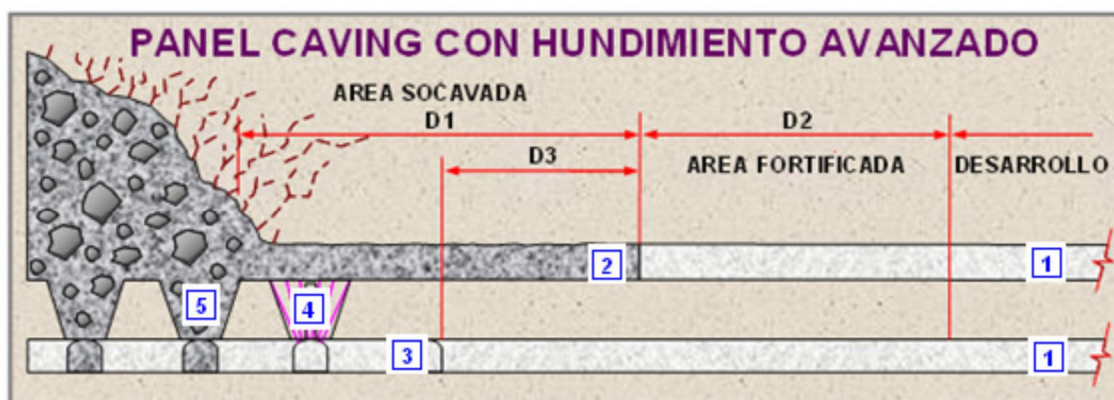 PANEL CAVING CON HUNDIMIENTO AVANZADO
AREA SOCAVADA
D1
D2
D3
AREA FORTIFICADA
DESARROLLO
2
1
5
4
3
1